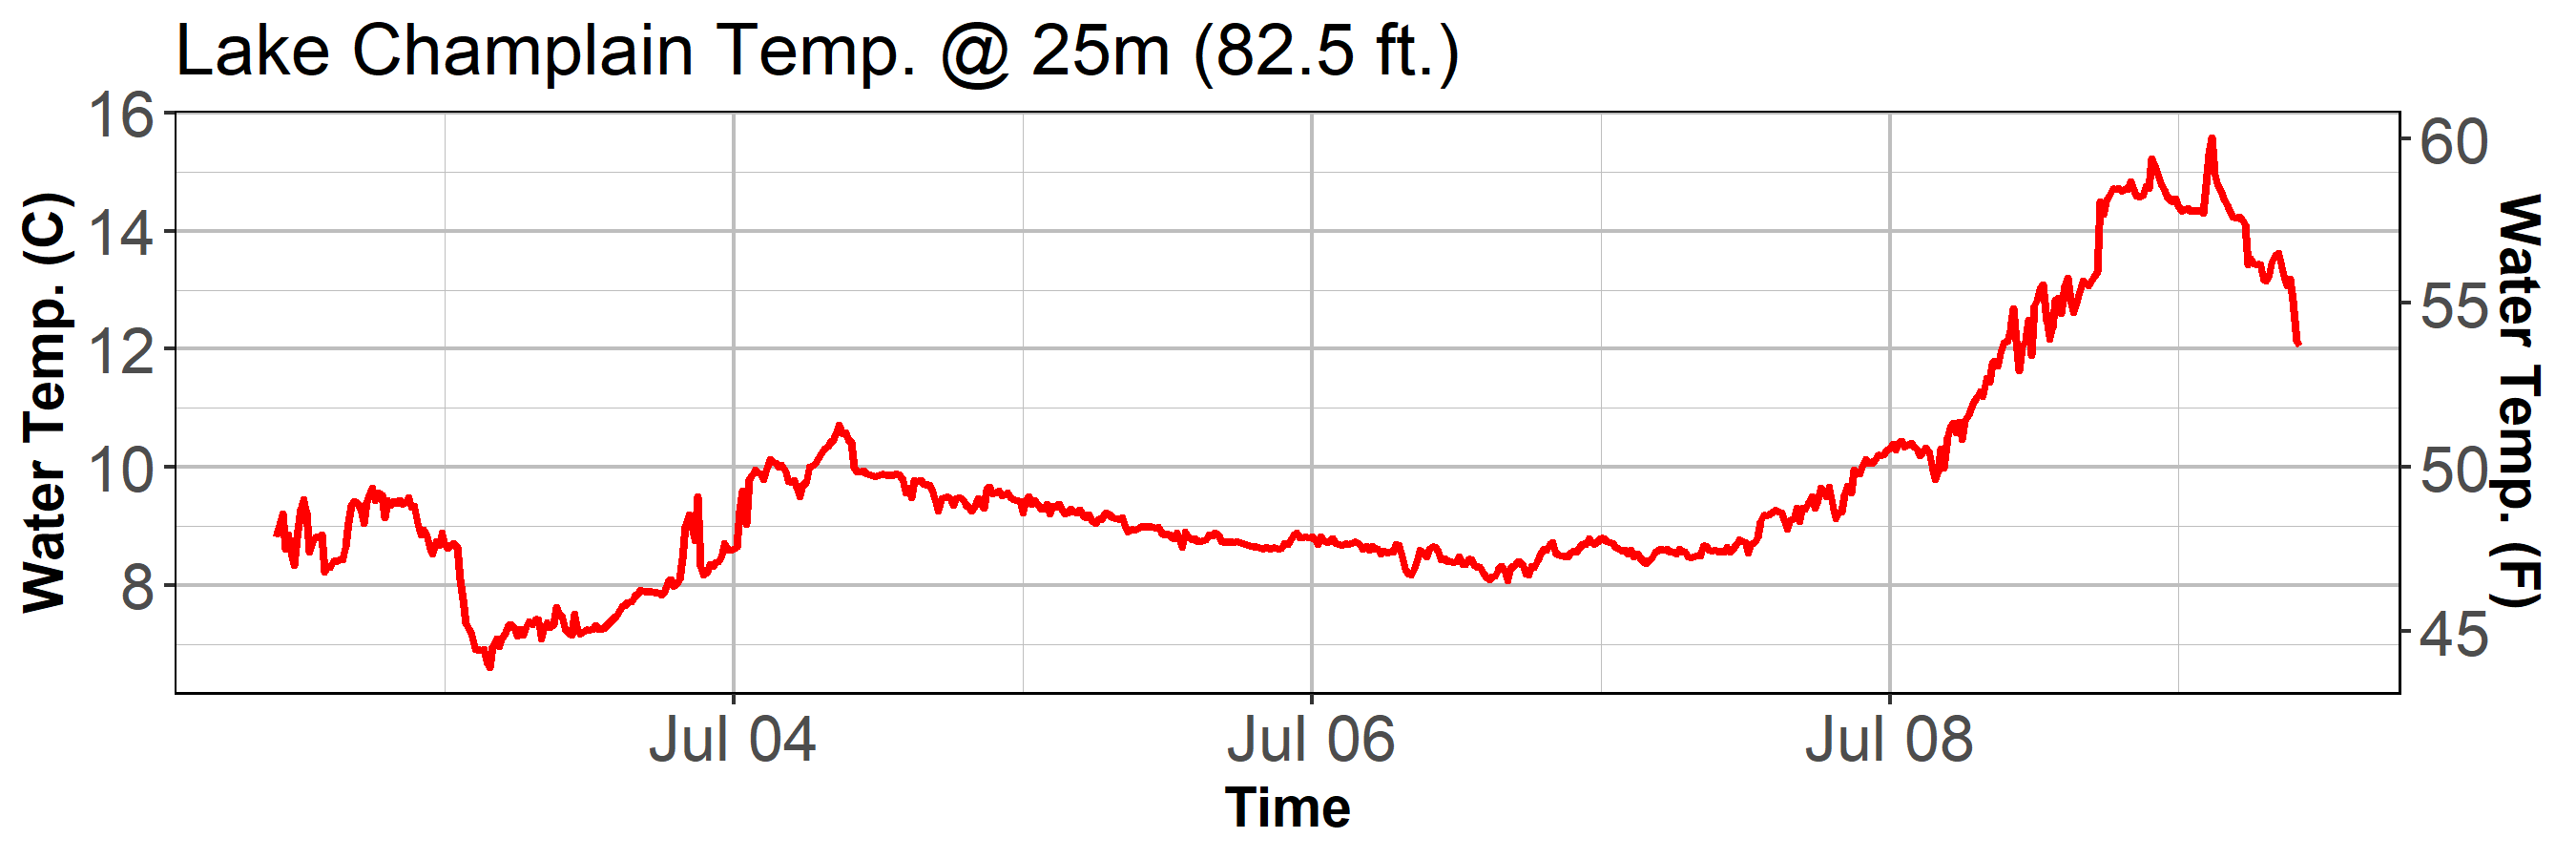 Lake Champlain Temp. @ 25m (82.5 ft.)
Water Temp. (C)
16
14
12
10
8
60
55
50
45
Water Temp. (F)
Jul 04
Jul 06
Jul 08
Time